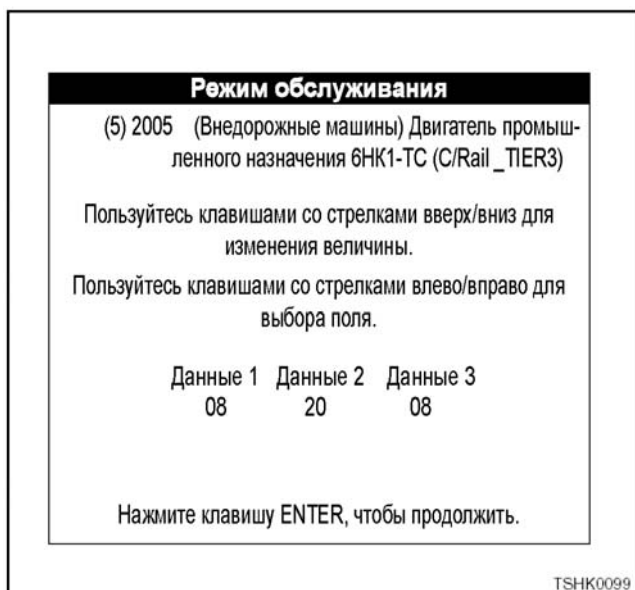 Режим обслуживания
(5) 2005 (Внедорожные машины) Двигатель промыш-
ленного назначения 6HK1-TC (C/Rail _TIER3)
Пользуйтесь клавишами со стрелками вверх/вниз для
изменения величины.
Пользуйтесь клавишами со стрелками влево/вправо для
выбора поля.
Данные 1 Данные 2 Данные 3
08 20 08
Нажмите клавишу ENTER, чтобы продолжить.
TSHK0099